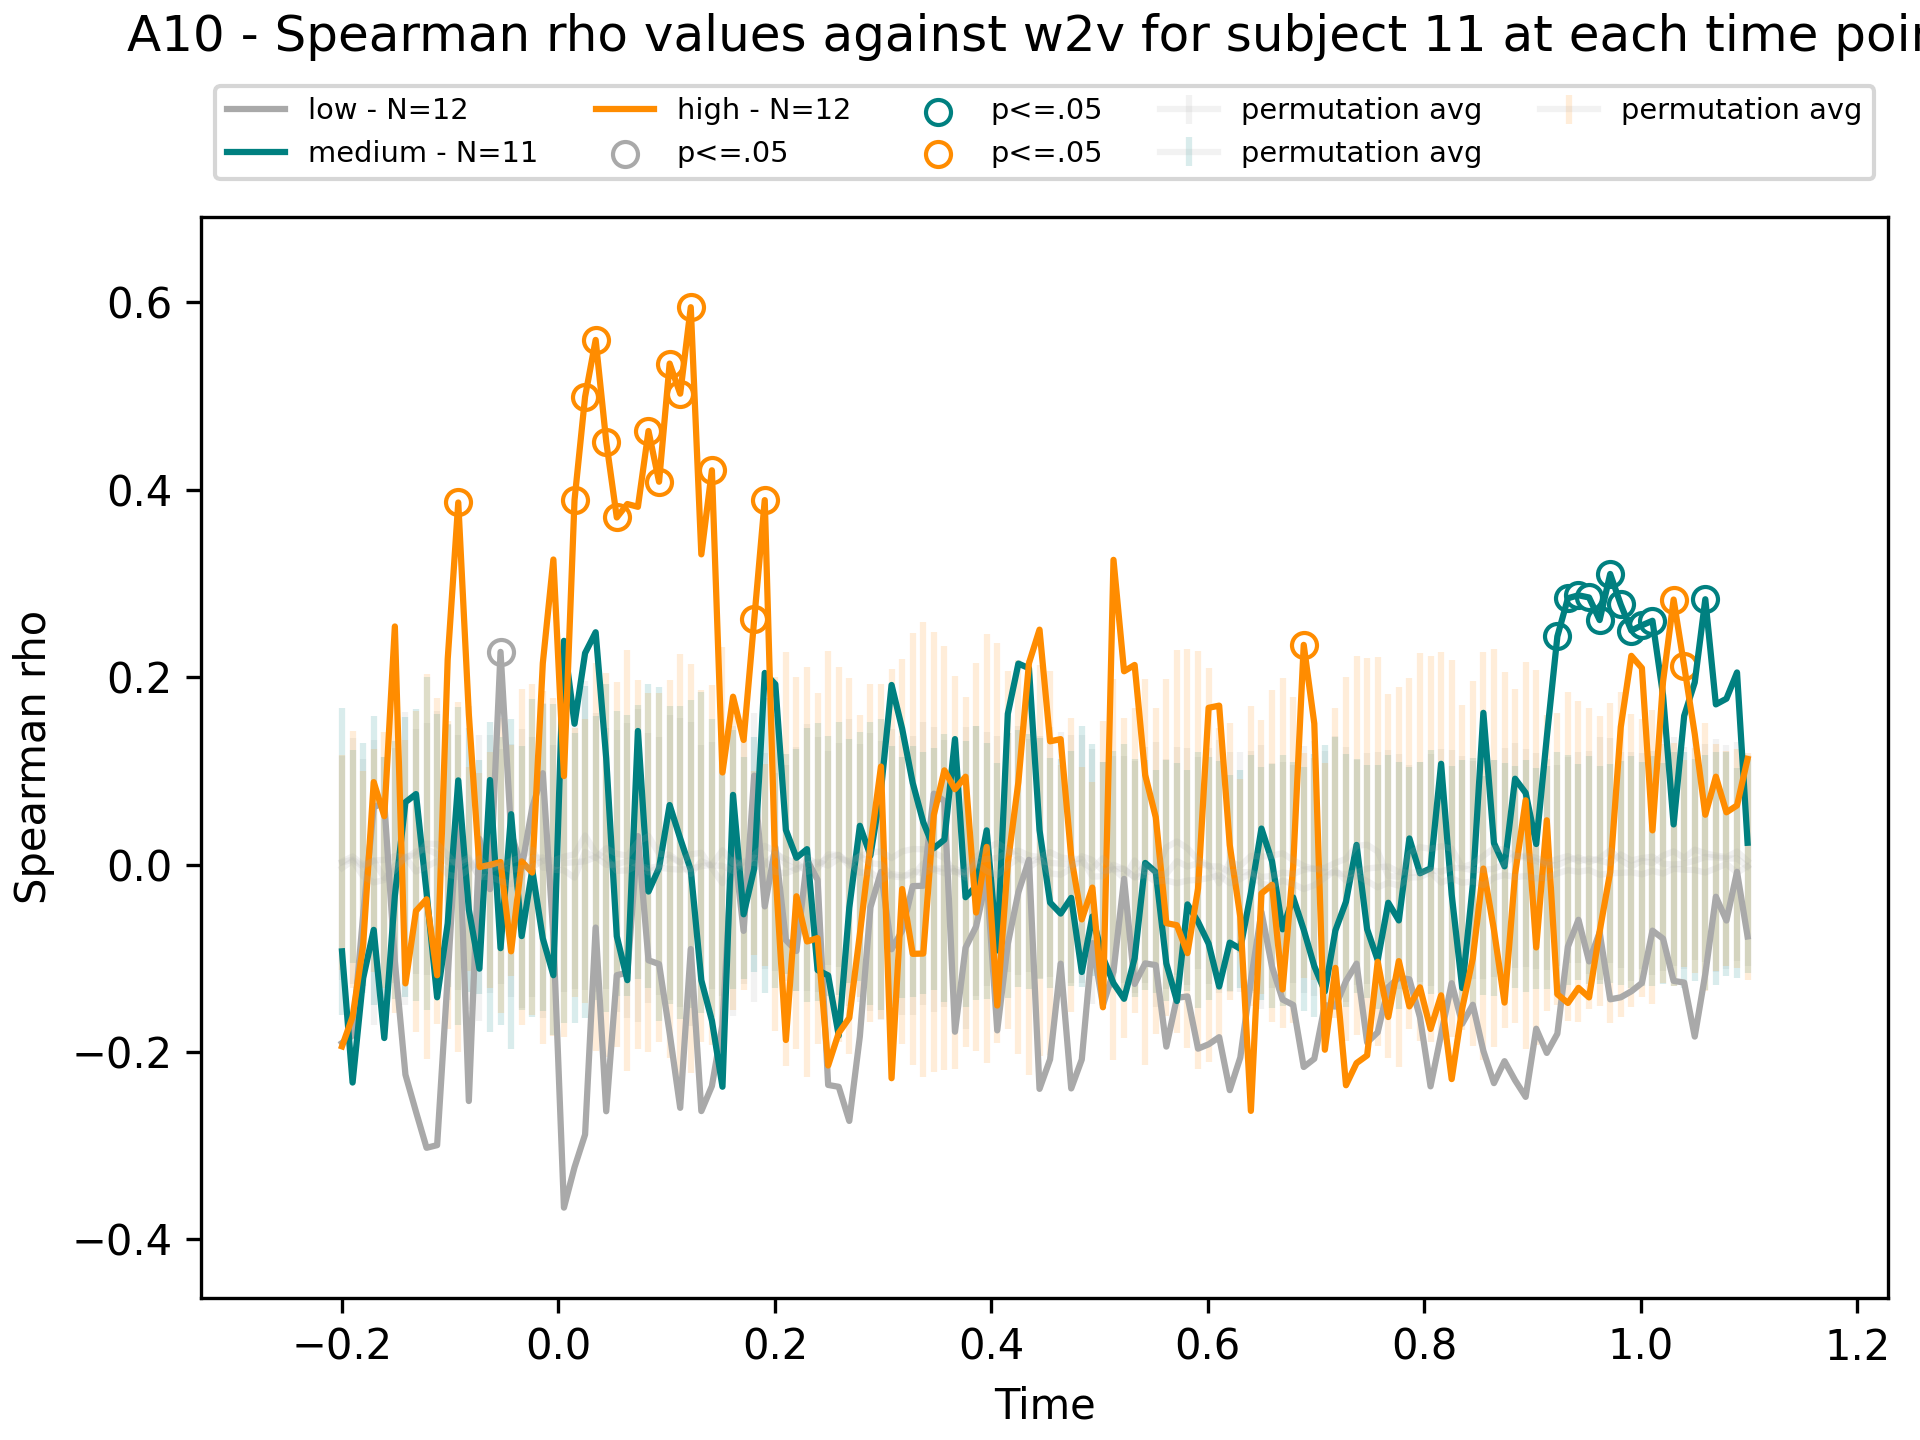 A10 - Spearman rho values against w2v for subject 11 at each time poi
low - N=12
medium - N=11
high - N=12
p<=.05
p<=.05
p<=.05
permutation avg
permutation avg
permutation avg
Spearman rho
0.6
0.4
0.2
0.0
−0.2
−0.4
−0.2 0.0 0.2 0.4 0.6 0.8 1.0 1.2
Time